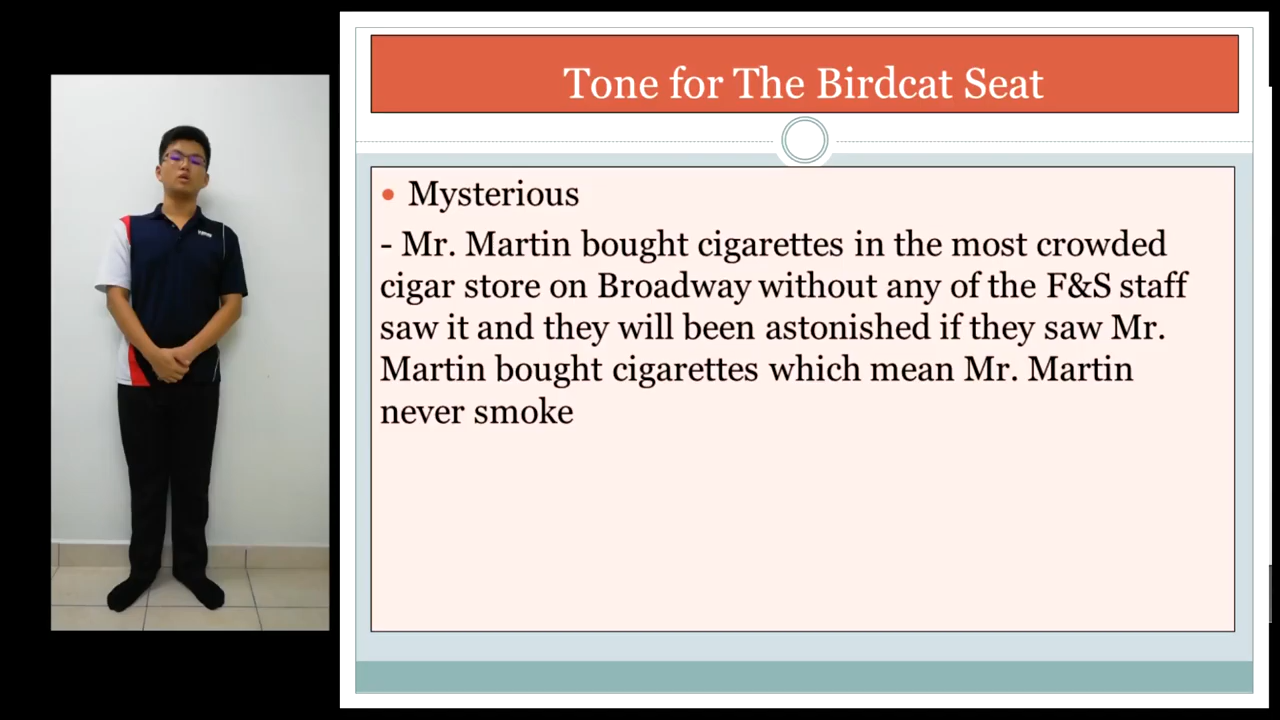 Tone for The Birdcat Seat
Mysterious
- Mr. Martin bought cigarettes in the most crowded
cigar store on Broadway without any of the F&S staff
saw it and they will been astonished if they saw Mr.
Martin bought cigarettes which mean Mr. Martin
never smoke